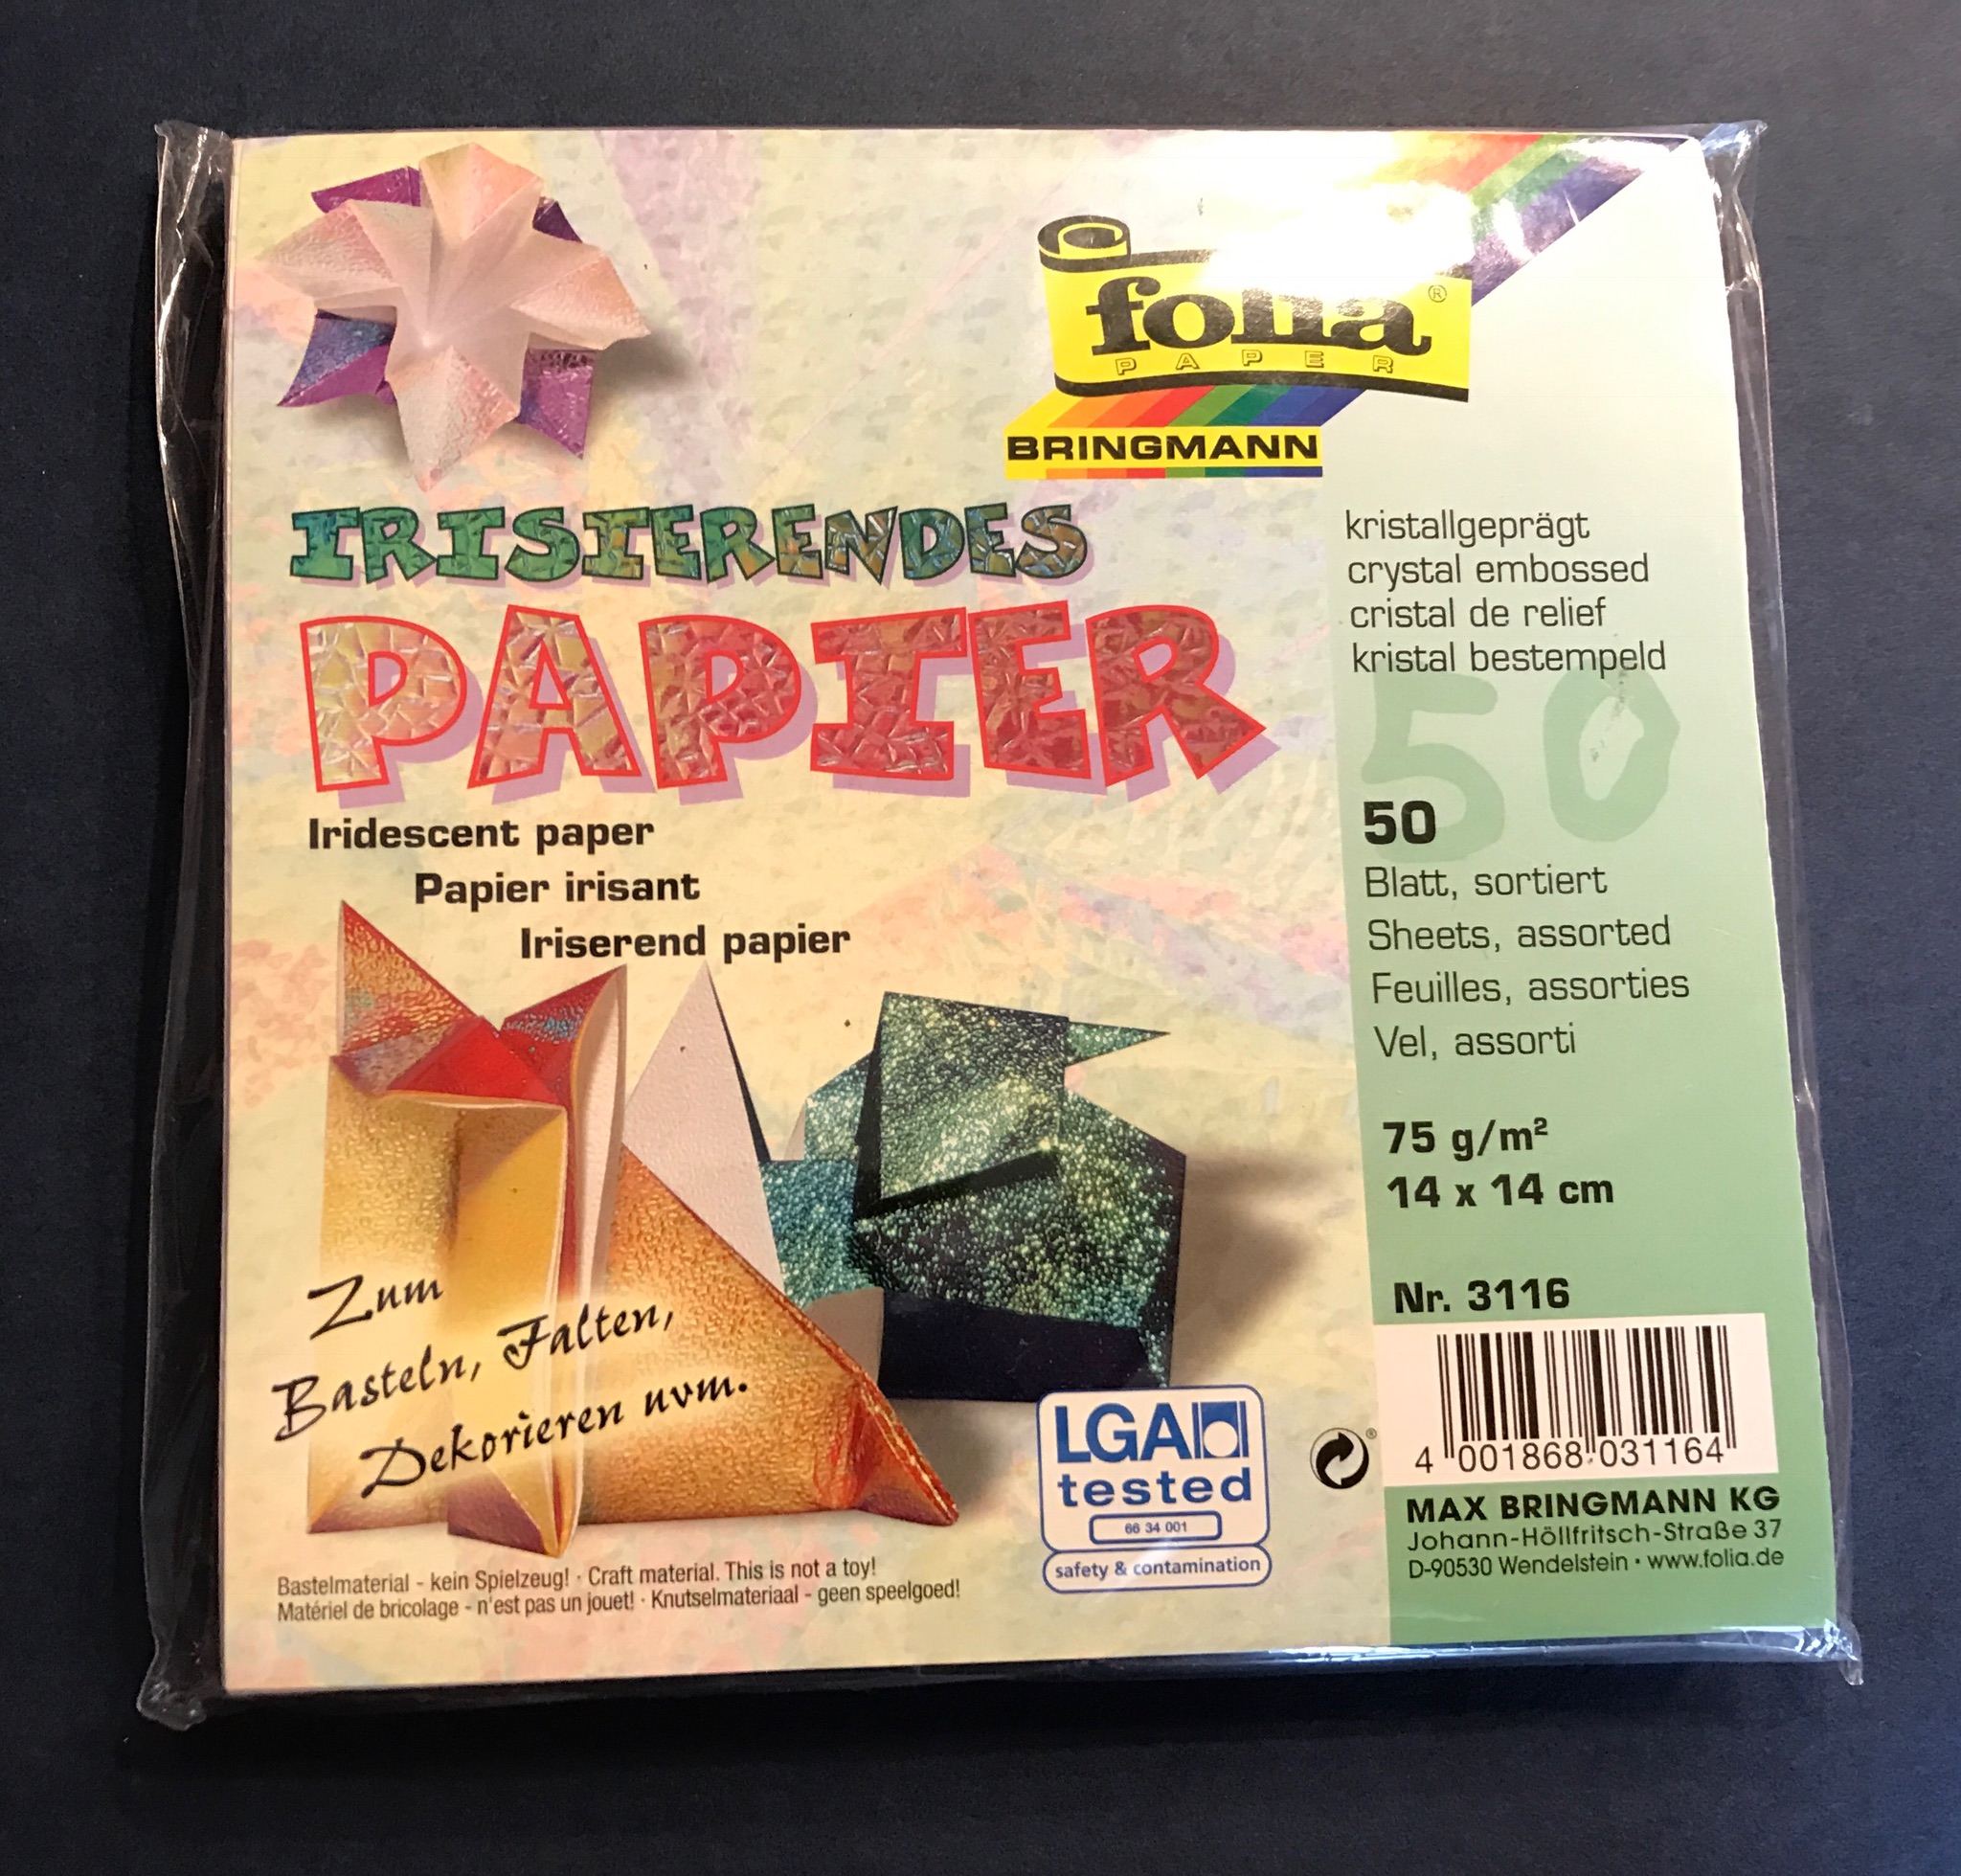 folia®
PAPER
BRINGMANN
IRISIERENDES
PAPIER
Iridescent paper
Papier irisant
Iriserend papier
kristallgeprägt
crystal embossed
cristal de relief
kristal bestempeld
50
50
Blatt, sortiert
Sheets, assorted
Feuilles, assorties
Vel, assorti
75 g/m²
14 x 14 cm
Nr. 3116
4 001868 031164
MAX BRINGMANN KG
Johann-Höllfritsch-Straße 37
D-90530 Wendelstein • www.folia.de
Zum
Basteln, Falten,
Dekorieren uvm.
LGA
tested
66 34 001
safety & contamination
®
Bastelmaterial - kein Spielzeug! · Craft material. This is not a toy!
Matériel de bricolage - n'est pas un jouet! · Knutselmateriaal - geen speelgoed!